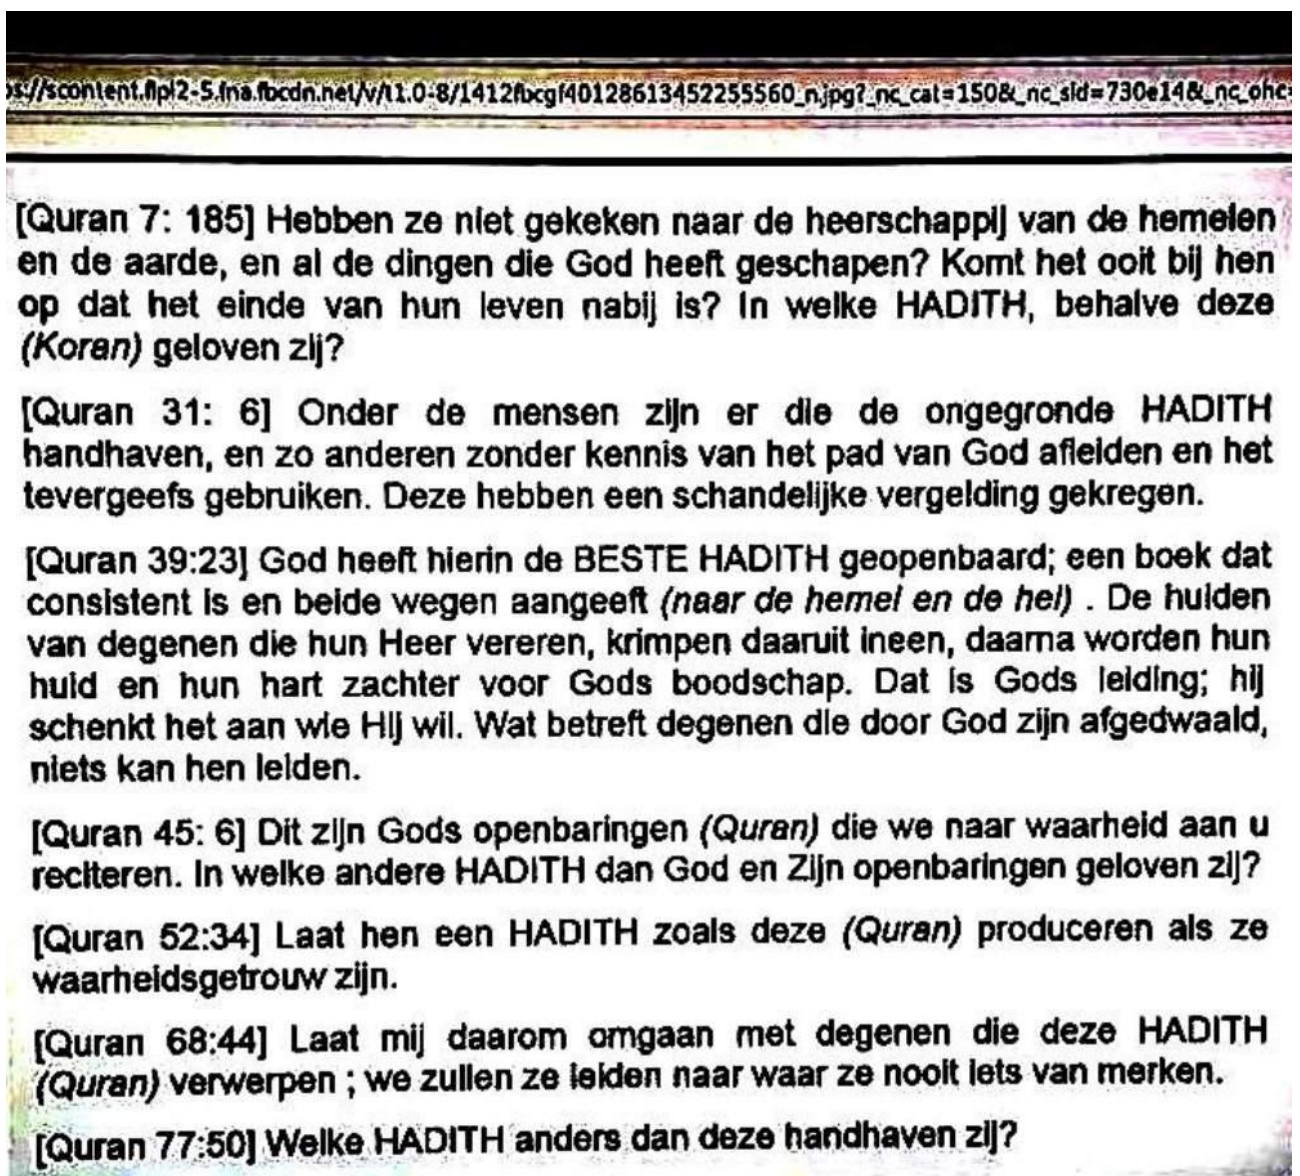 ps://scontent.flpl2-5.fna.fbcdn.net/v/t1.0-8/1412fbcgf40128613452255560_n.jpg?_nc_cat=150&_nc_sid=730e14&_nc_ohc=
[Quran 7: 185] Hebben ze niet gekeken naar de heerschappij van de hemelen
en de aarde, en al de dingen die God heeft geschapen? Komt het ooit bij hen
op dat het einde van hun leven nabij is? In welke HADITH, behalve deze
(Koran) geloven zij?
[Quran 31: 6] Onder de mensen zijn er die de ongegronde HADITH
handhaven, en zo anderen zonder kennis van het pad van God afleiden en het
tevergeefs gebruiken. Deze hebben een schandelijke vergelding gekregen.
[Quran 39:23] God heeft hierin de BESTE HADITH geopenbaard; een boek dat
consistent is en beide wegen aangeeft (naar de hemel en de hel) . De huiden
van degenen die hun Heer vereren, krimpen daaruit ineen, daarna worden hun
huid en hun hart zachter voor Gods boodschap. Dat is Gods leiding; hij
schenkt het aan wie Hij wil. Wat betreft degenen die door God zijn afgedwaald,
niets kan hen leiden.
[Quran 45: 6] Dit zijn Gods openbaringen (Quran) die we naar waarheid aan u
reciteren. In welke andere HADITH dan God en Zijn openbaringen geloven zij?
[Quran 52:34] Laat hen een HADITH zoals deze (Quran) produceren als ze
waarheidsgetrouw zijn.
[Quran 68:44] Laat mij daarom omgaan met degenen die deze HADITH
(Quran) verwerpen ; we zullen ze leiden naar waar ze nooit iets van merken.
[Quran 77:50] Welke HADITH anders dan deze handhaven zij?